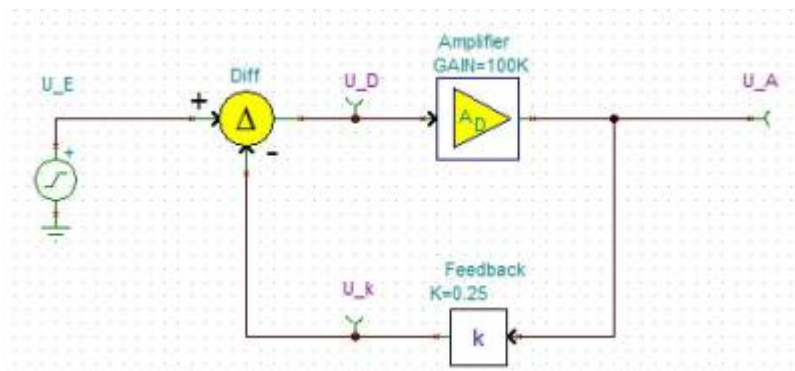 Amplifier
GAIN=100K
U_E
Diff
U_D
U_A
+
Δ
-
A_D
+
Feedback
K=0.25
U_k
k